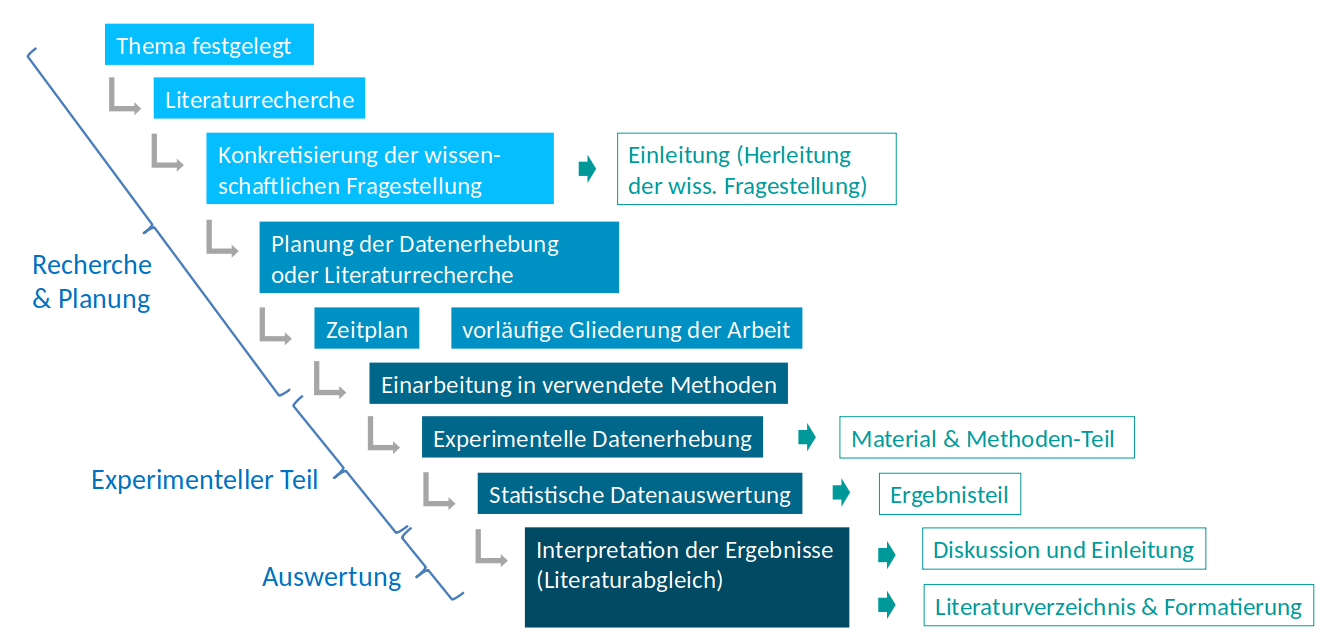 Thema festgelegt
Literaturrecherche
Konkretisierung der wissen-
schaftlichen Fragestellung
Einleitung (Herleitung
der wiss. Fragestellung)
Planung der Datenerhebung
oder Literaturrecherche
Recherche
& Planung
Zeitplan
vorläufige Gliederung der Arbeit
Einarbeitung in verwendete Methoden
Experimentelle Datenerhebung
Material & Methoden-Teil
Experimenteller Teil
Statistische Datenauswertung
Ergebnisteil
Interpretation der Ergebnisse
(Literaturabgleich)
Diskussion und Einleitung
Auswertung
Literaturverzeichnis & Formatierung